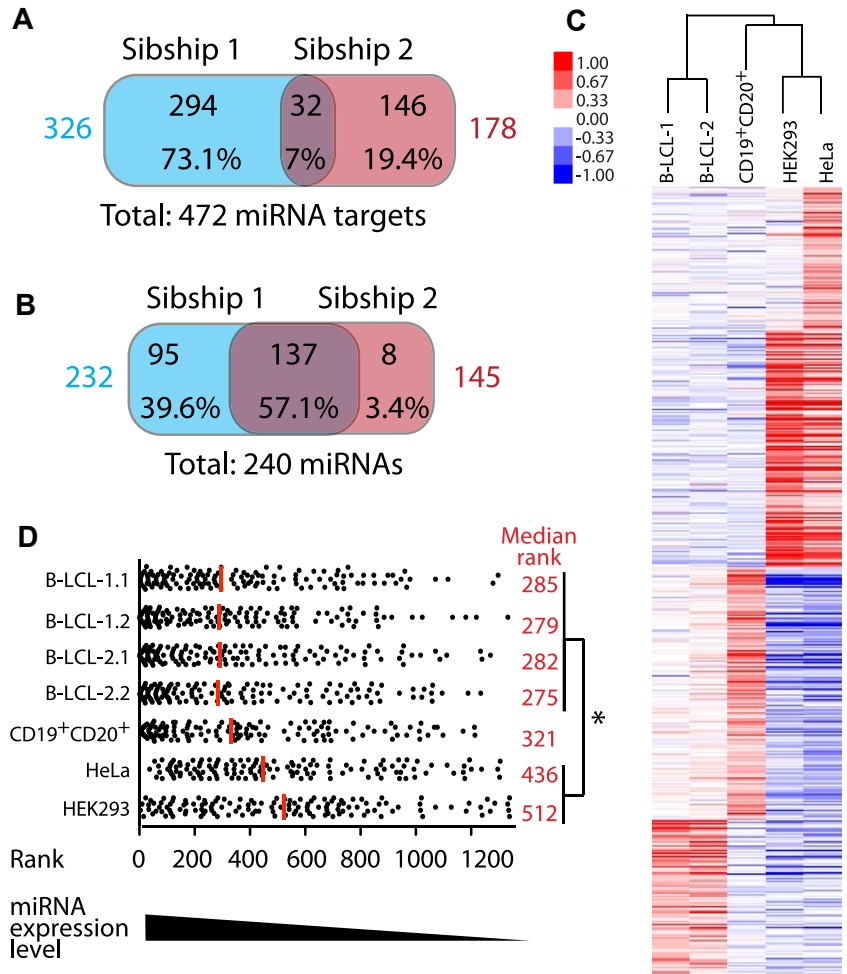 A
Sibship 1 Sibship 2
326 294 32 146 178
73.1% 7% 19.4%
Total: 472 miRNA targets
B
Sibship 1 Sibship 2
232 95 137 8 145
39.6% 57.1% 3.4%
Total: 240 miRNAs
C
1.00
0.67
0.33
0.00
-0.33
-0.67
-1.00
B-LCL-1
B-LCL-2
CD19+CD20+
HEK293
HeLa
D
Median
rank
B-LCL-1.1 285
B-LCL-1.2 279
B-LCL-2.1 282
B-LCL-2.2 275
CD19+CD20+ 321
HeLa 436
HEK293 512
*
Rank 0 200 400 600 800 1000 1200
miRNA
expression
level